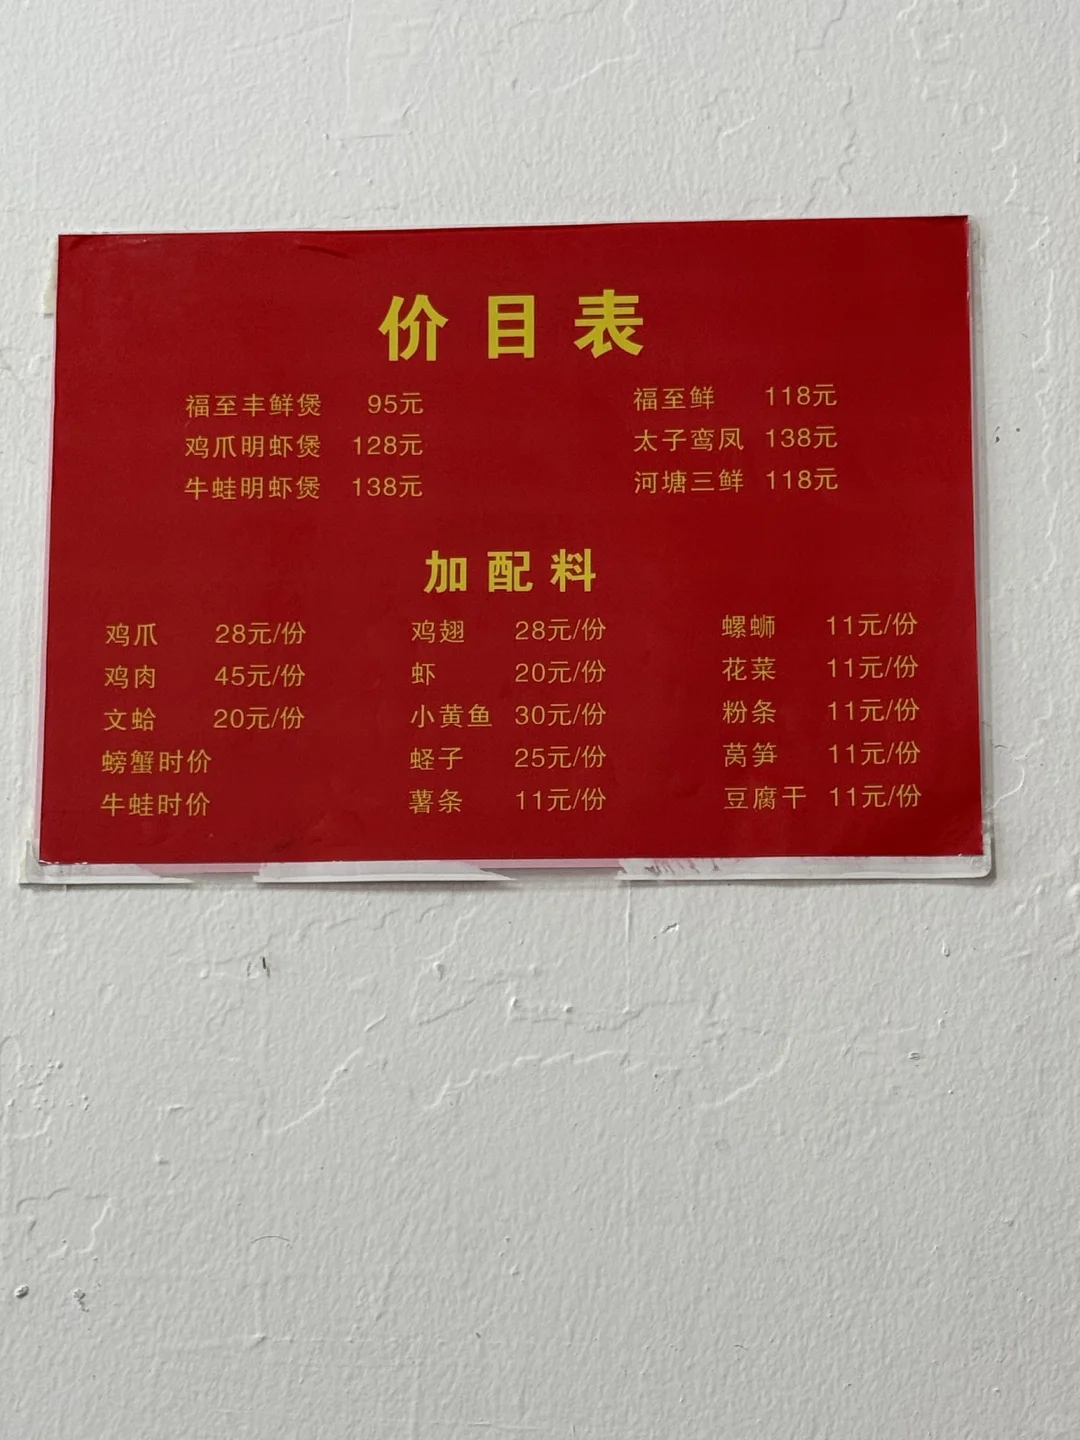 价目表
福至丰鲜煲 95元 福至鲜 118元
鸡爪明虾煲 128元 太子鸾凤 138元
牛蛙明虾煲 138元 河塘三鲜 118元
加配料
鸡爪 28元/份 鸡翅 28元/份 螺蛳 11元/份
鸡肉 45元/份 虾 20元/份 花菜 11元/份
文蛤 20元/份 小黄鱼 30元/份 粉条 11元/份
螃蟹时价 蛏子 25元/份 莴笋 11元/份
牛蛙时价 薯条 11元/份 豆腐干 11元/份